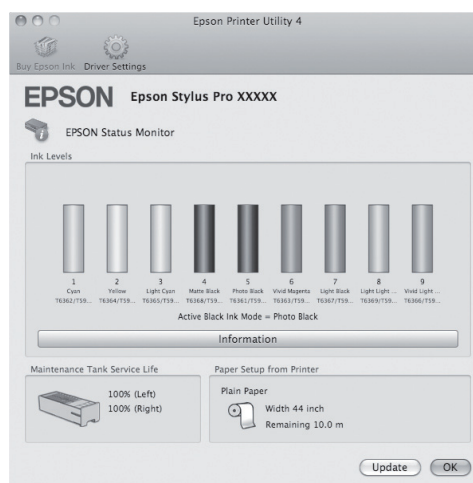 Epson Printer Utility 4
Buy Epson Ink Driver Settings
EPSON Epson Stylus Pro XXXXX
EPSON Status Monitor
Ink Levels
1 2 3 4 5 6 7 8 9
Cyan Yellow Light Cyan Matte Black Photo Black Vivid Magenta Light Black Light Light ... Vivid Light ...
T6362/T59... T6364/T59... T6365/T59... T6368/T59... T6361/T59... T6363/T59... T6367/T59... T6369/T59... T6366/T59...
Active Black Ink Mode = Photo Black
Information
Maintenance Tank Service Life Paper Setup from Printer
100% (Left)
100% (Right)
Plain Paper
Width 44 inch
Remaining 10.0 m
Update OK